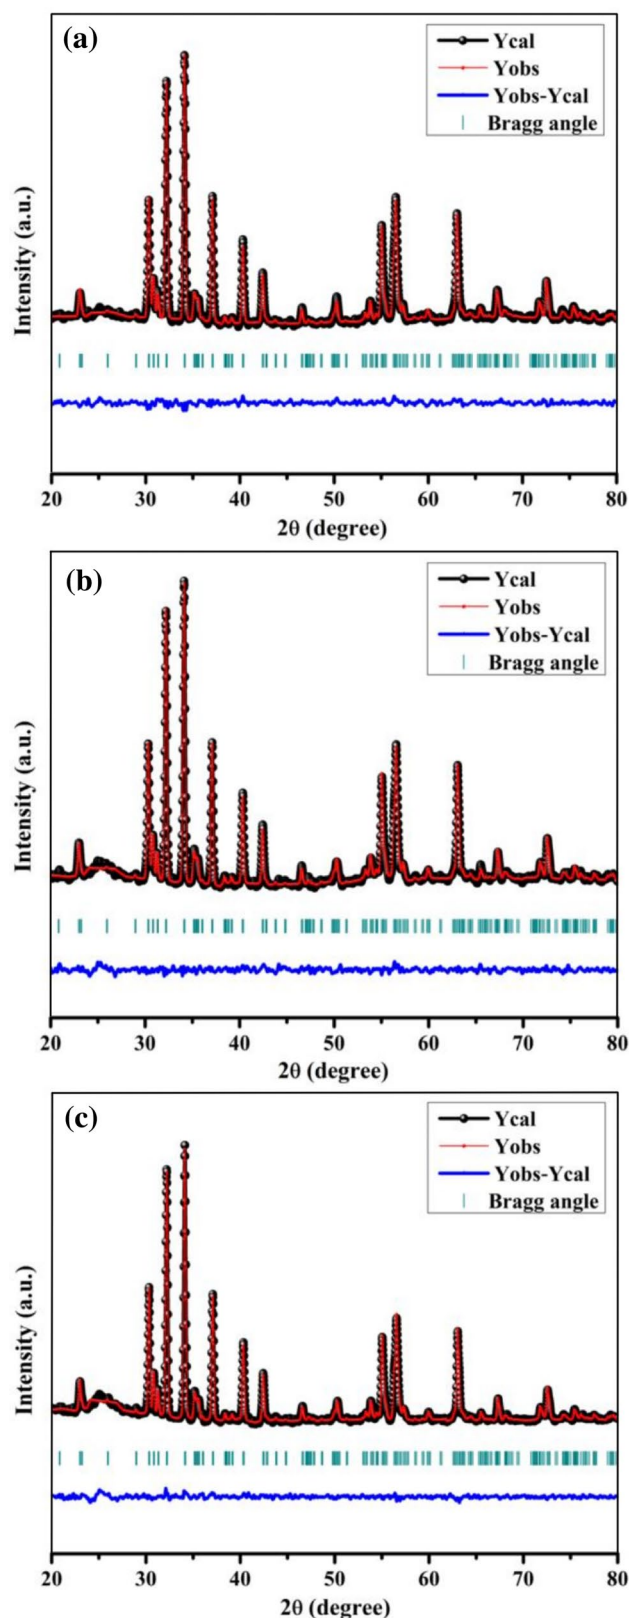 (a)
Ycal
Yobs
Yobs-Ycal
Bragg angle
Intensity (a.u.)
20 30 40 50 60 70 80
2θ (degree)
(b)
Ycal
Yobs
Yobs-Ycal
Bragg angle
Intensity (a.u.)
20 30 40 50 60 70 80
2θ (degree)
(c)
Ycal
Yobs
Yobs-Ycal
Bragg angle
Intensity (a.u.)
20 30 40 50 60 70 80
2θ (degree)